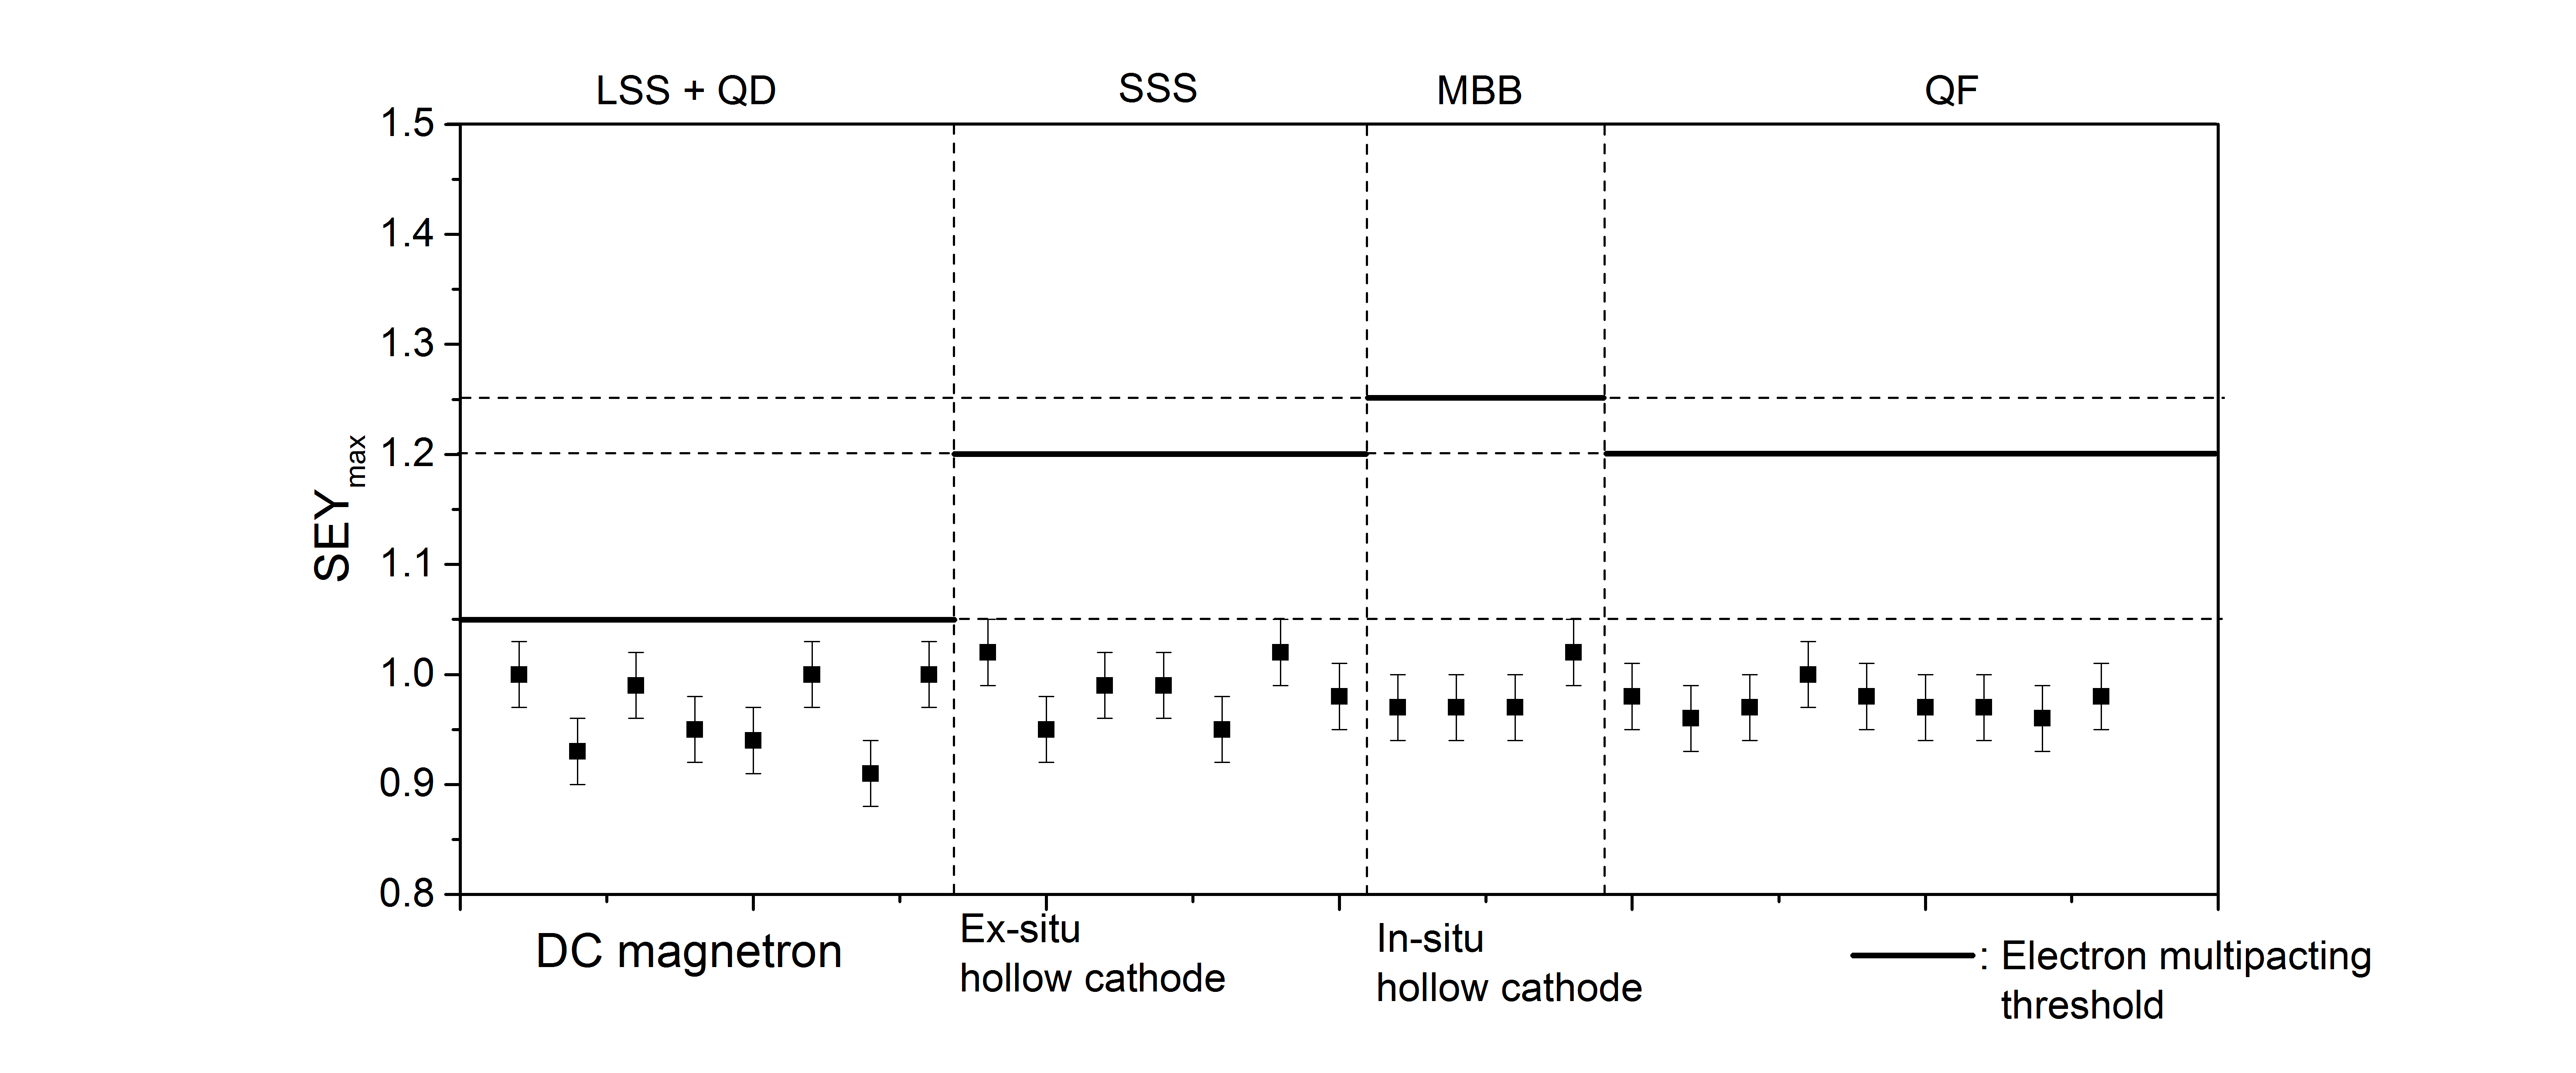 LSS + QD
SSS
MBB
QF
1.5
1.4
1.3
1.2
1.1
1.0
0.9
0.8
SEYmax
DC magnetron
Ex-situ
hollow cathode
In-situ
hollow cathode
: Electron multipacting
threshold